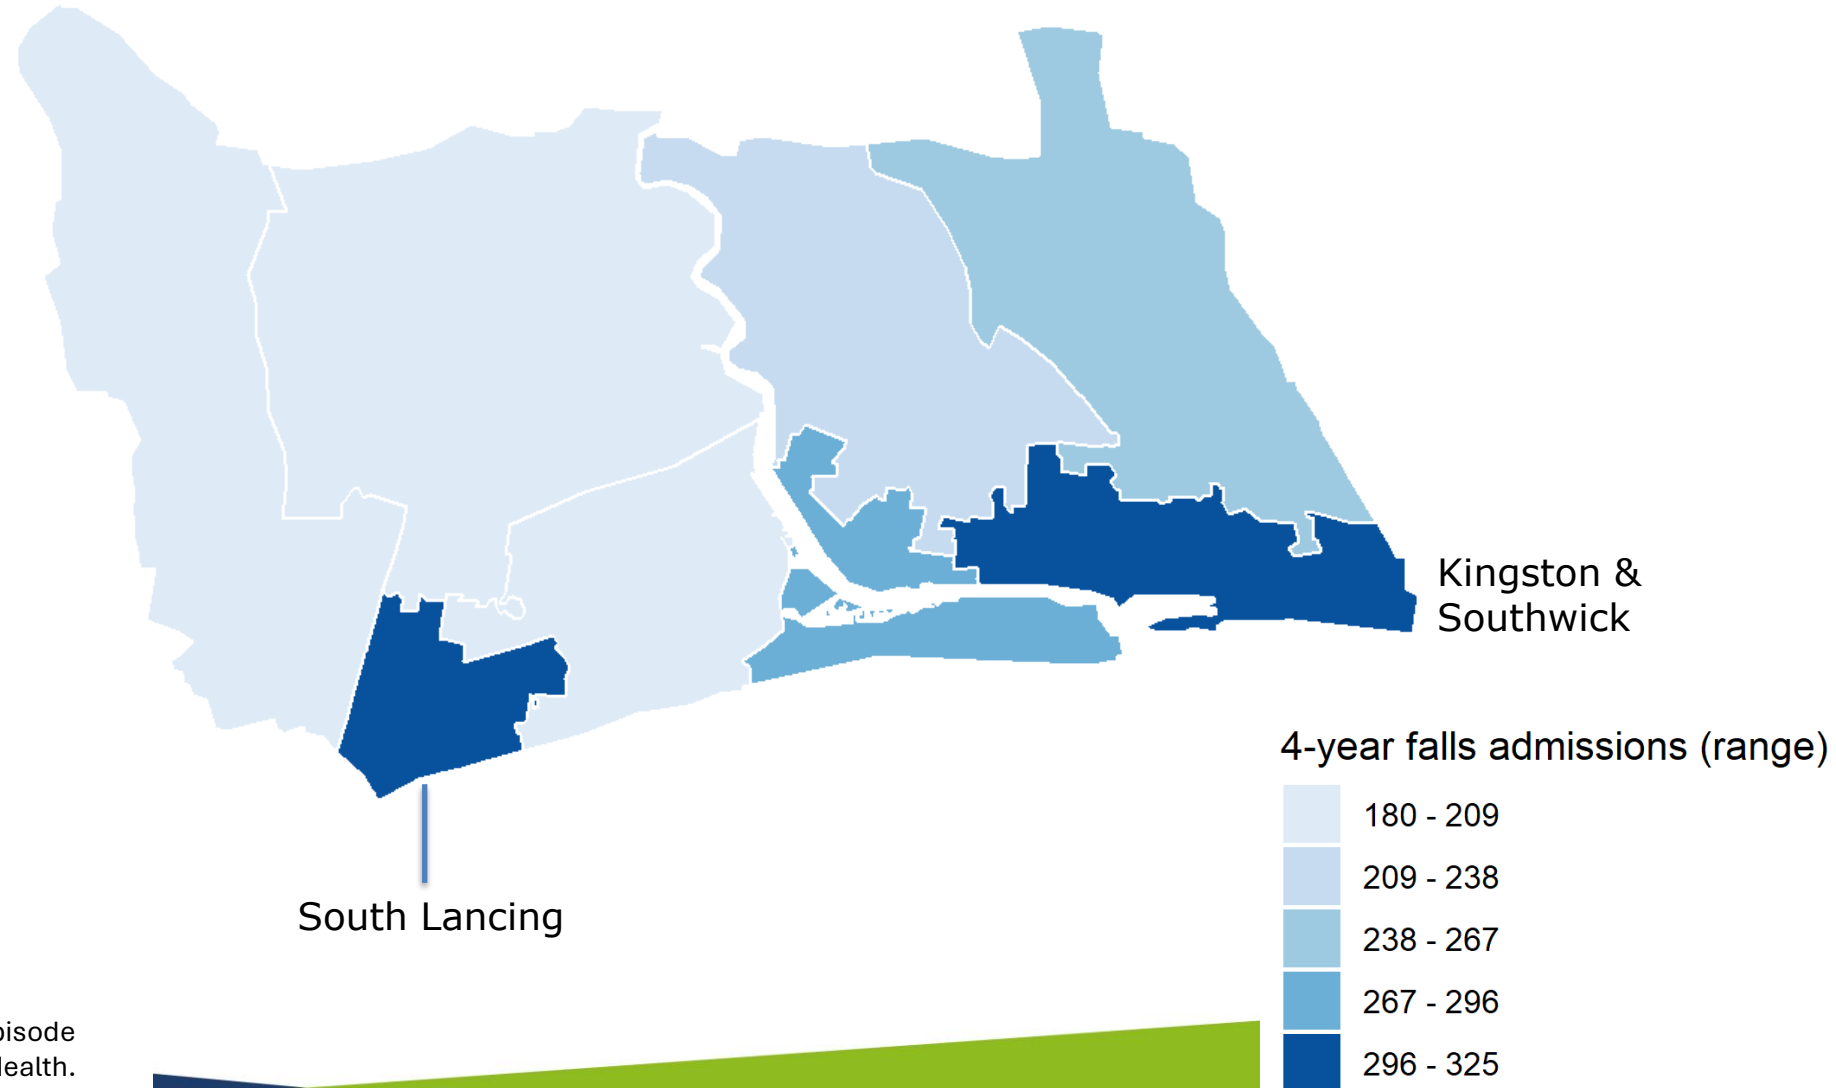 Kingston &
Southwick
4-year falls admissions (range)
180 - 209
209 - 238
South Lancing
238 - 267
267 - 296
296 - 325